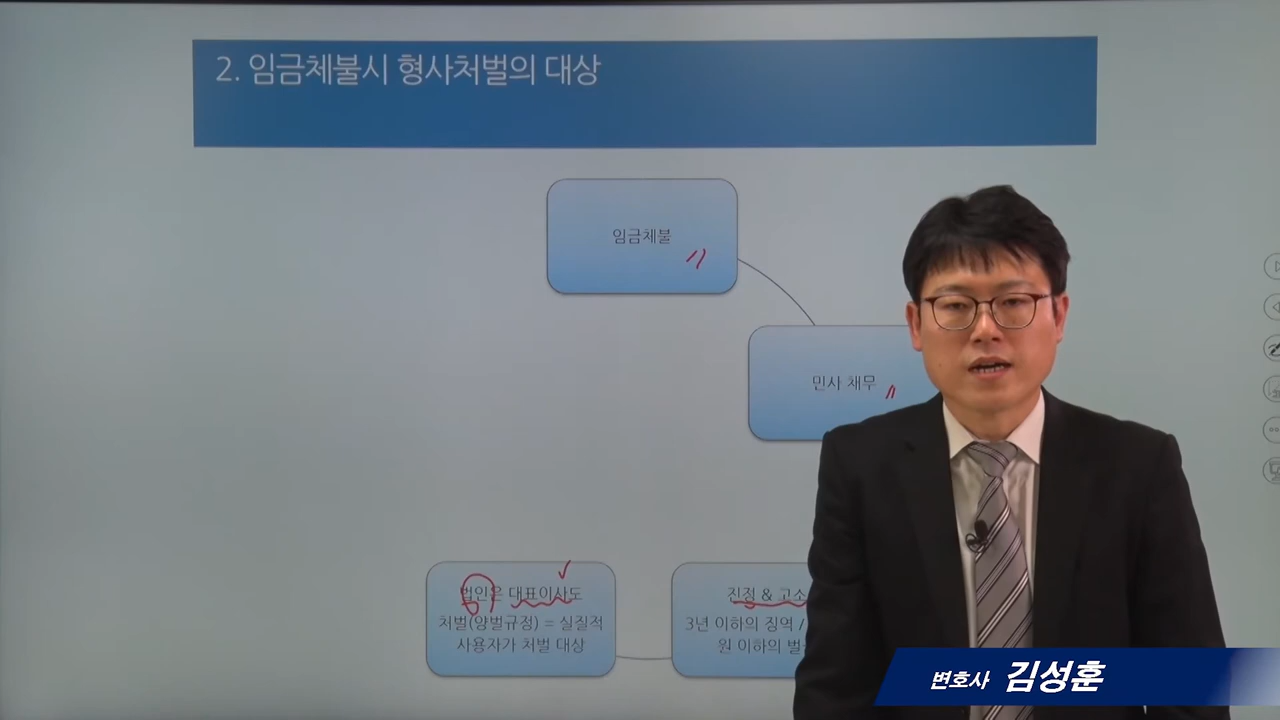 2. 임금체불시 형사처벌의 대상
임금체불
민사 채무
법인은 대표이사도
처벌(양벌규정) = 실질적
사용자가 처벌 대상
진정 & 고소
3년 이하의 징역 /
원 이하의
변호사 김성훈